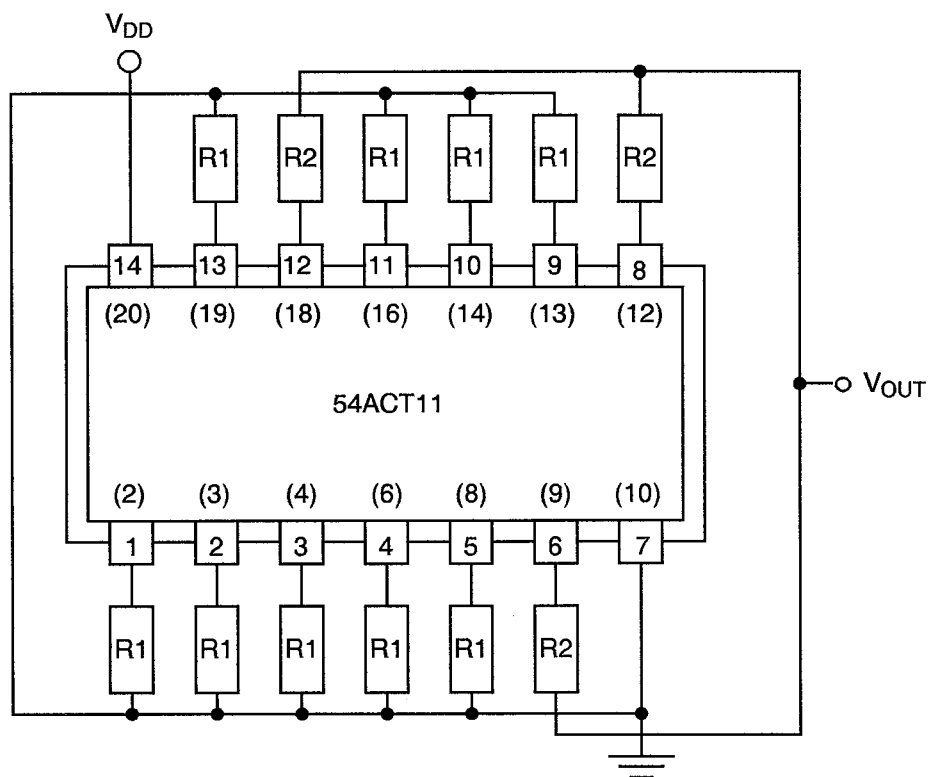 V_DD
R1 R2 R1 R1 R1 R2
14 13 12 11 10 9 8
(20) (19) (18) (16) (14) (13) (12)
V_OUT
54ACT11
(2) (3) (4) (6) (8) (9) (10)
1 2 3 4 5 6 7
R1 R1 R1 R1 R1 R2